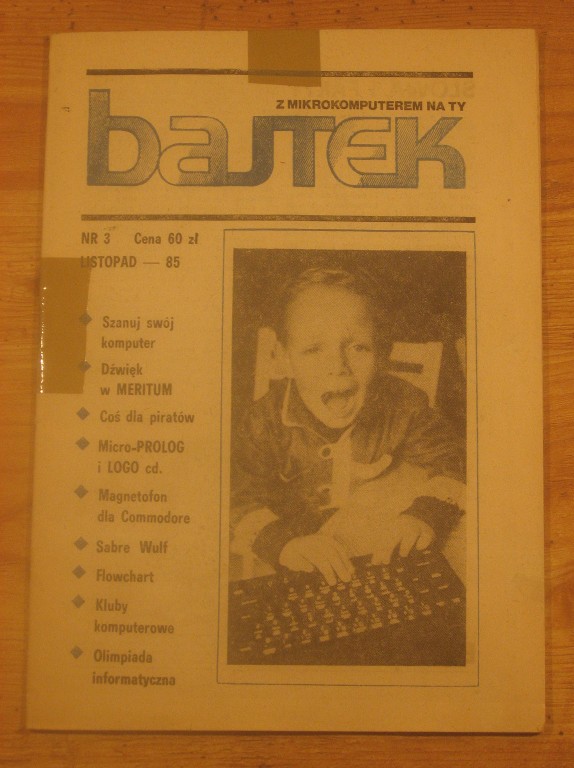 Z MIKROKOMPUTEREM NA TY
bajtek
NR 3 Cena 60 zł
LISTOPAD — 85
Szanuj swój
komputer
Dźwięk
w MERITUM
Coś dla piratów
Micro-PROLOG
i LOGO cd.
Magnetofon
dla Commodore
Sabre Wulf
Flowchart
Kluby
komputerowe
Olimpiada
informatyczna